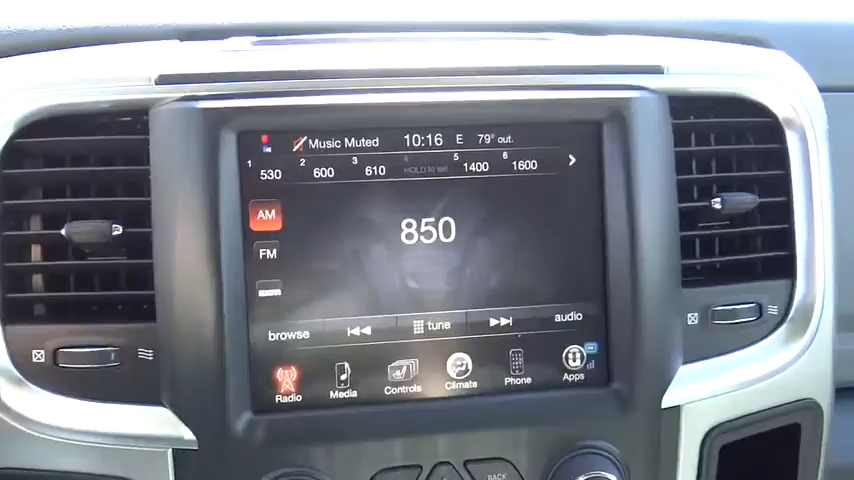 Music Muted 10:16 E 79° out.
1 530 2 600 3 610 4 HOLD to set 5 1400 6 1600
AM
850
FM
browse tune audio
Radio Media Controls Climate Phone Apps
BACK